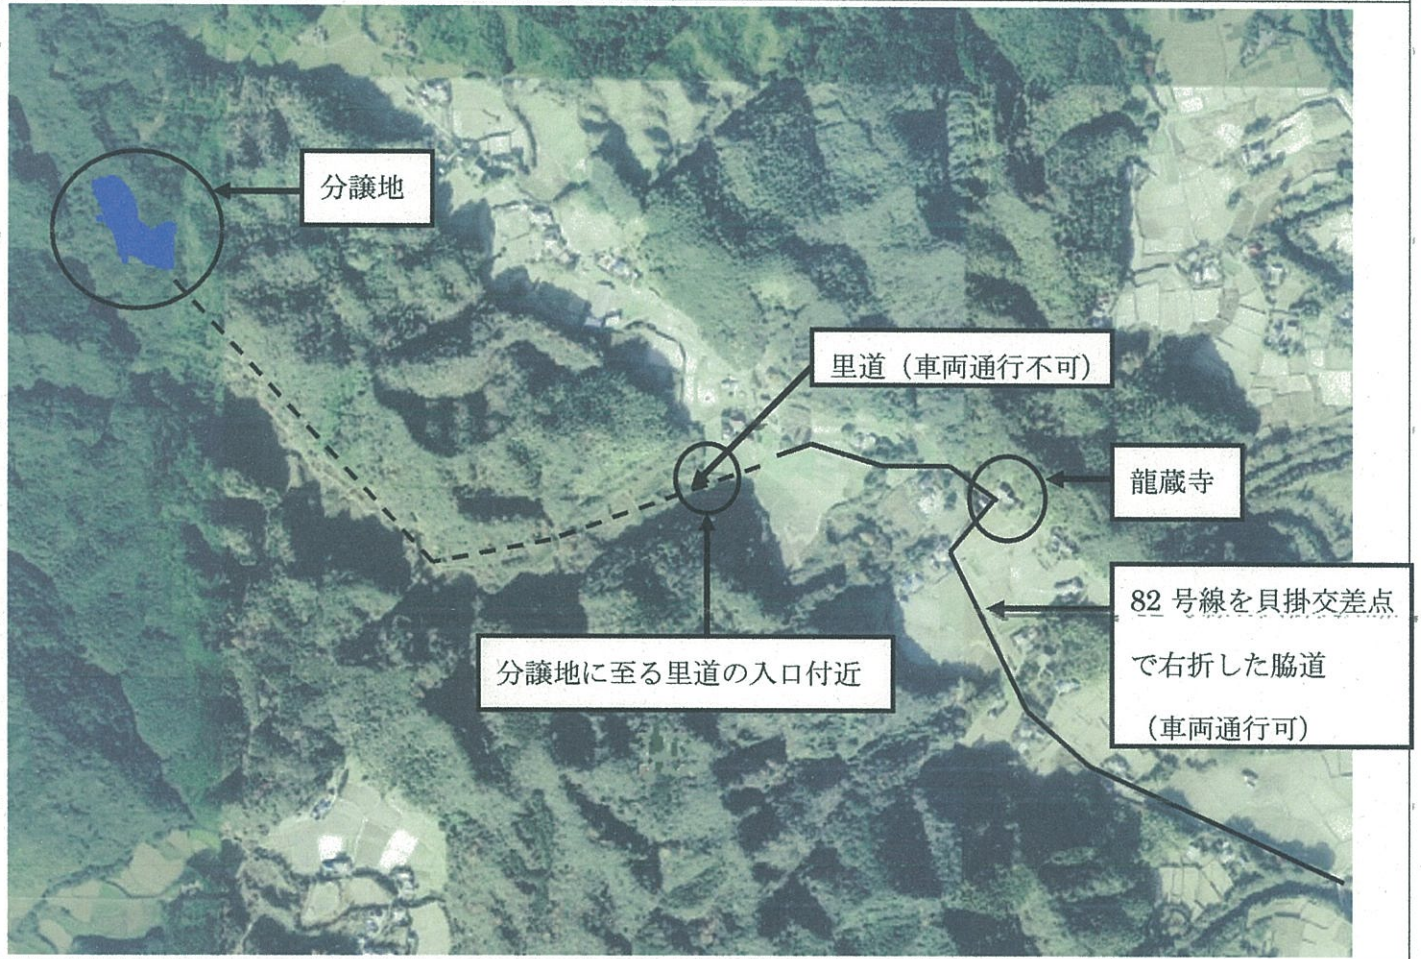 分譲地
里道（車両通行不可）
龍蔵寺
82 号線を貝掛交差点
で右折した脇道
（車両通行可）
分譲地に至る里道の入口付近